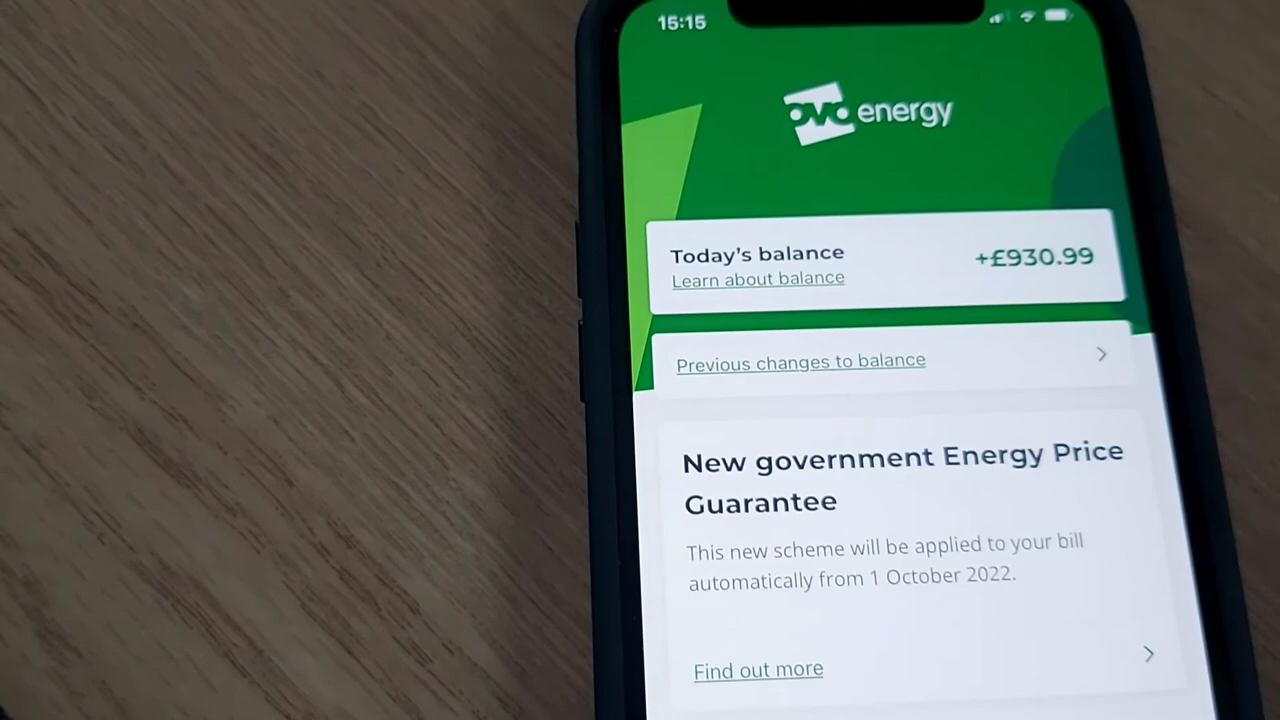 15:15
ovo energy
Today's balance
+£930.99
Learn about balance
Previous changes to balance
New government Energy Price
Guarantee
This new scheme will be applied to your bill
automatically from 1 October 2022.
Find out more